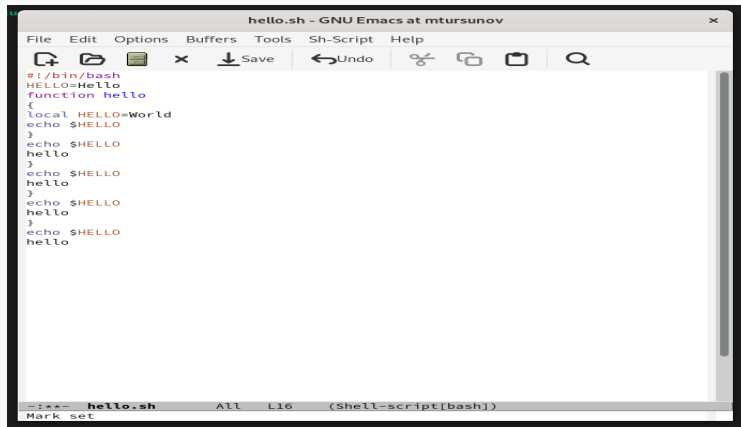 hello.sh - GNU Emacs at mtursunov
File Edit Options Buffers Tools Sh-Script Help
Save Undo
#!/bin/bash
HELLO=Hello
function hello
{
local HELLO=World
echo $HELLO
}
echo $HELLO
hello
}
echo $HELLO
hello
}
echo $HELLO
hello
}
echo $HELLO
hello
-:**- hello.sh All L16 (Shell-script[bash])
Mark set